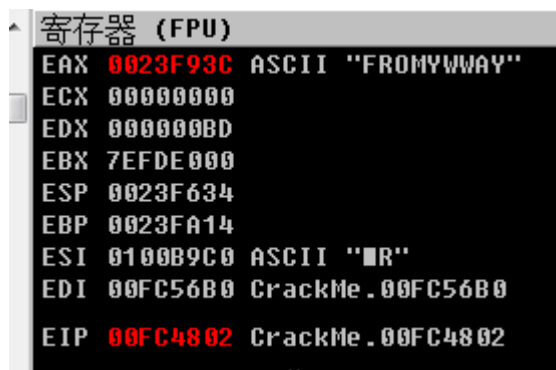 寄存器 (FPU)
EAX 0023F93C ASCII "FROMYWWAY"
ECX 00000000
EDX 000000BD
EBX 7EFDE000
ESP 0023F634
EBP 0023FA14
ESI 0100B9C0 ASCII "■R"
EDI 00FC56B0 CrackMe.00FC56B0
EIP 00FC4802 CrackMe.00FC4802